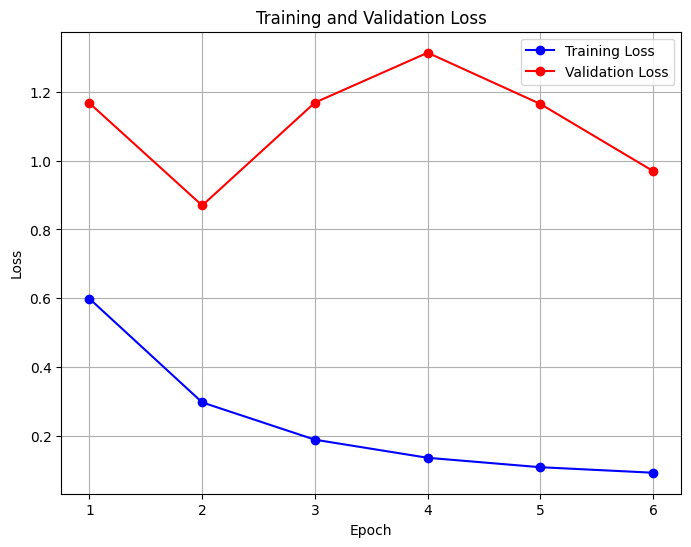 Training and Validation Loss
Training Loss
Validation Loss
Loss
1.2
1.0
0.8
0.6
0.4
0.2
1 2 3 4 5 6
Epoch